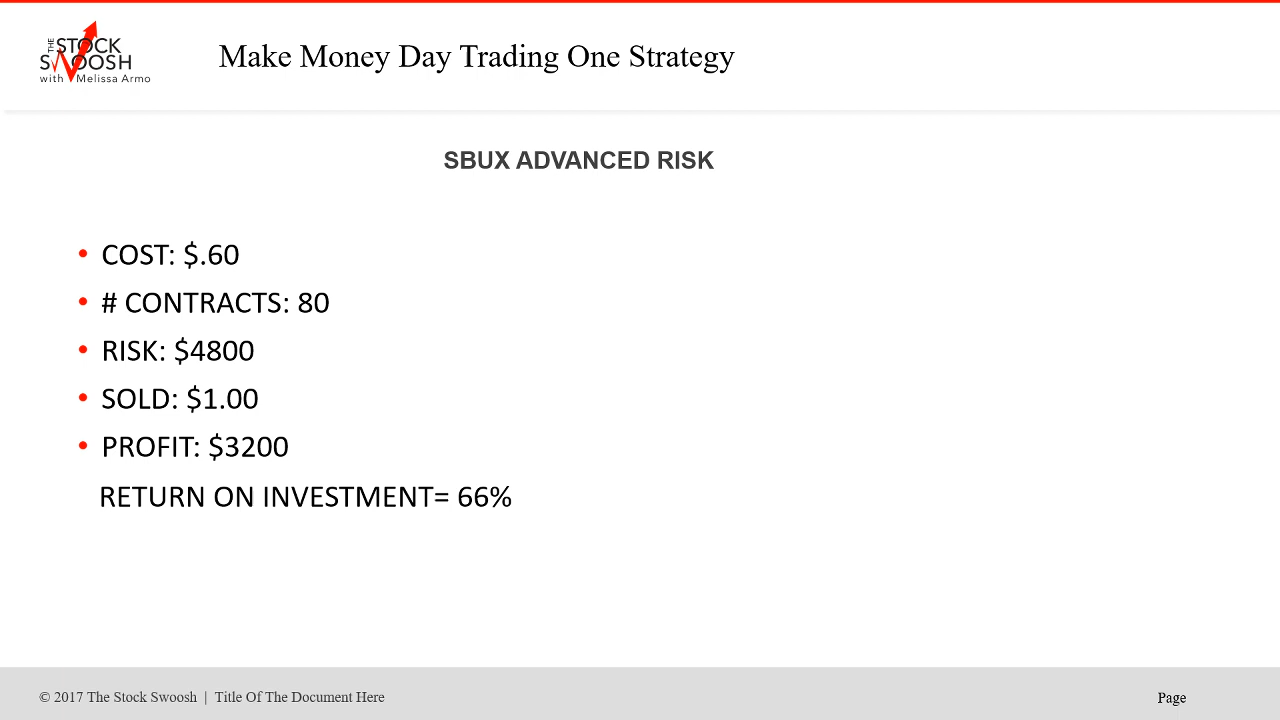 THE STOCK
SWOOSH
with Melissa Armo
Make Money Day Trading One Strategy
SBUX ADVANCED RISK
• COST: $.60
• # CONTRACTS: 80
• RISK: $4800
• SOLD: $1.00
• PROFIT: $3200
RETURN ON INVESTMENT= 66%
© 2017 The Stock Swoosh | Title Of The Document Here
Page